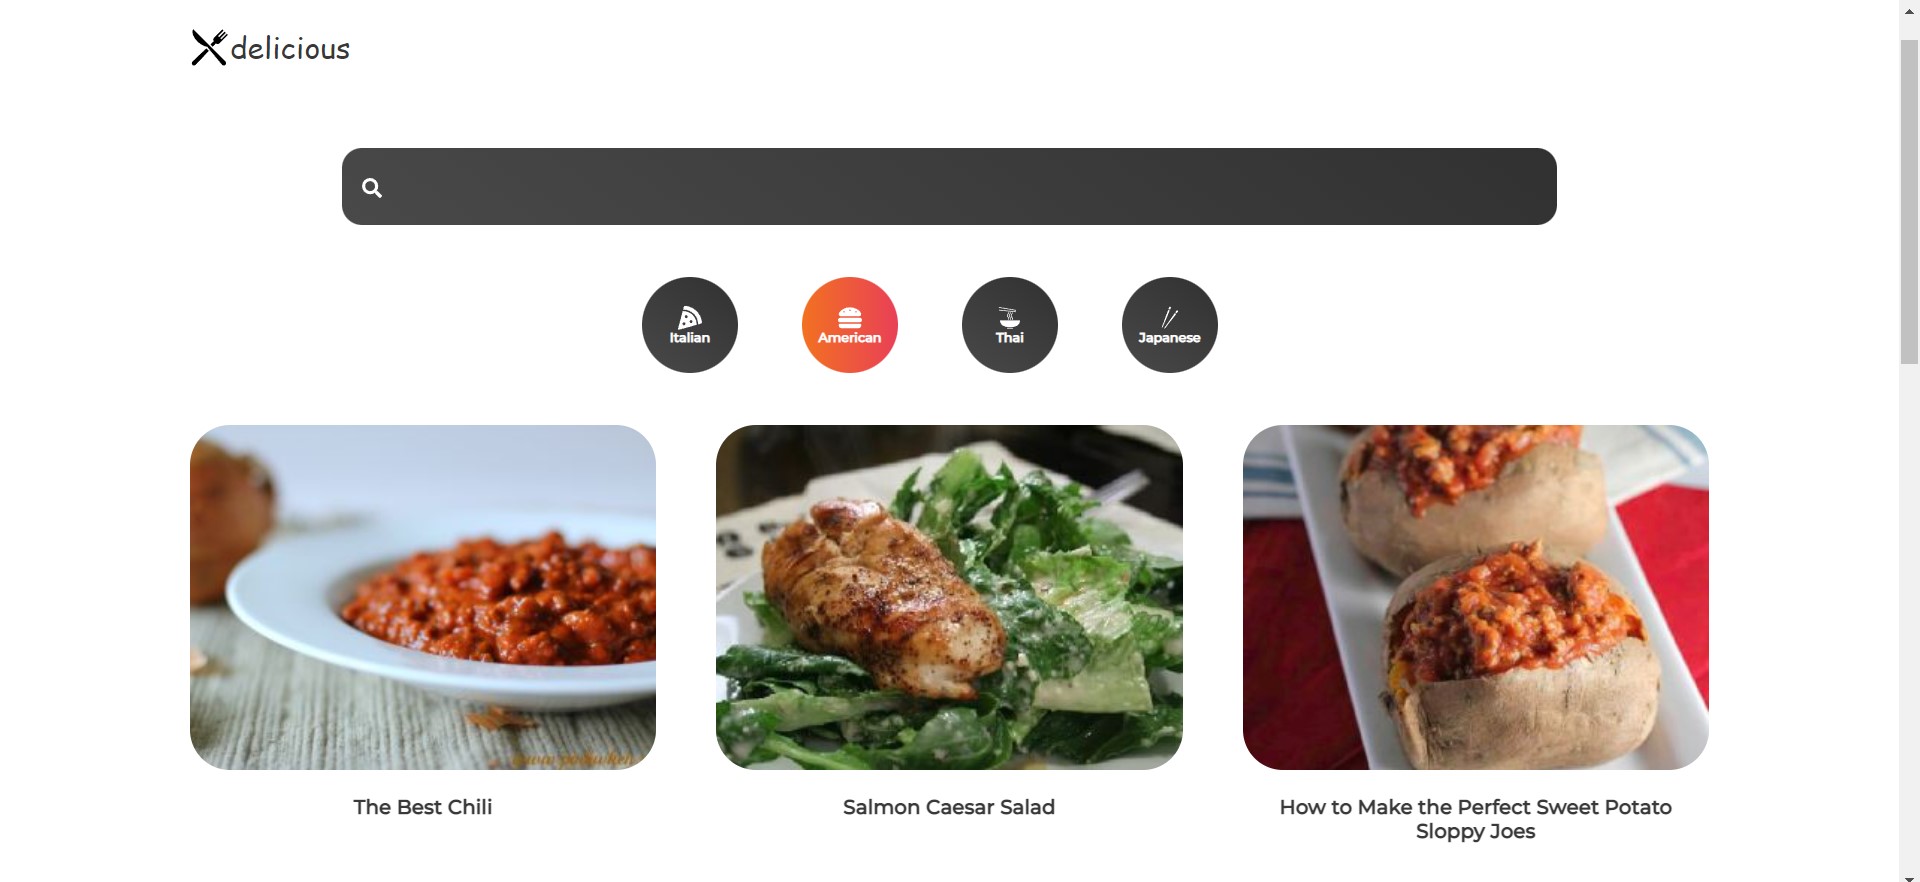 delicious
Italian
American
Thai
Japanese
The Best Chili
Salmon Caesar Salad
How to Make the Perfect Sweet Potato
Sloppy Joes